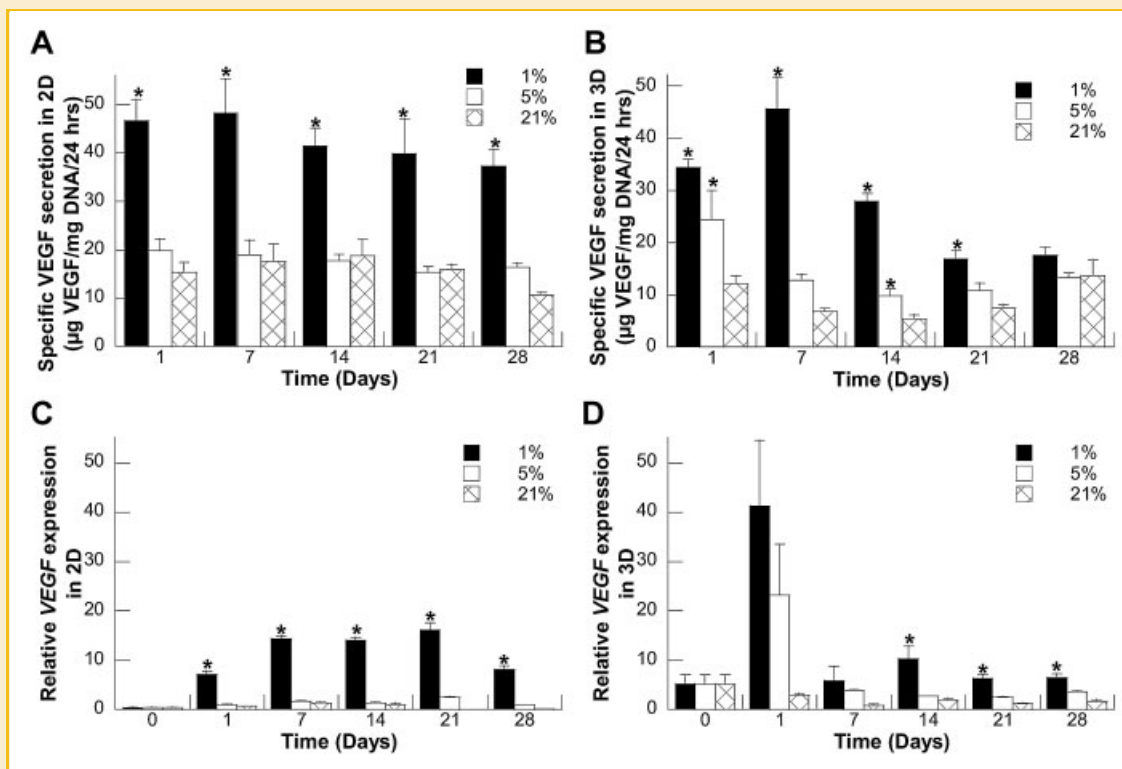 A
Specific VEGF secretion in 2D
(µg VEGF/mg DNA/24 hrs)
50
40
30
20
10
0
* * * * *
1%
5%
21%
1 7 14 21 28
Time (Days)
B
Specific VEGF secretion in 3D
(µg VEGF/mg DNA/24 hrs)
50
40
30
20
10
0
* * * * * *
1%
5%
21%
1 7 14 21 28
Time (Days)
C
Relative VEGF expression
in 2D
50
40
30
20
10
0
* * * * *
1%
5%
21%
0 1 7 14 21 28
Time (Days)
D
Relative VEGF expression
in 3D
50
40
30
20
10
0
* * *
1%
5%
21%
0 1 7 14 21 28
Time (Days)